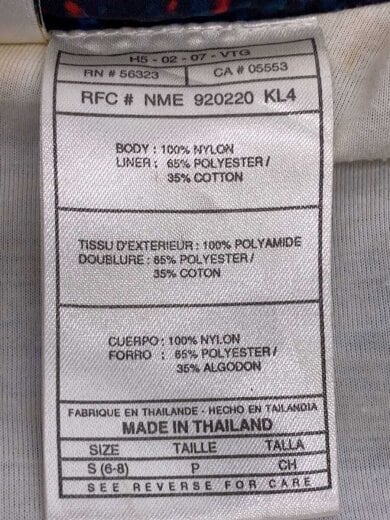 H5 - 02 - 07 - VTG
RN # 56323 CA # 05553
RFC # NME 920220 KL4
BODY : 100% NYLON
LINER : 65% POLYESTER /
35% COTTON
TISSU D'EXTERIEUR : 100% POLYAMIDE
DOUBLURE : 65% POLYESTER /
35% COTON
CUERPO : 100% NYLON
FORRO : 65% POLYESTER /
35% ALGODON
FABRIQUE EN THAILANDE - HECHO EN TAILANDIA
MADE IN THAILAND
SIZE TAILLE TALLA
S (6-8) P CH
SEE REVERSE FOR CARE